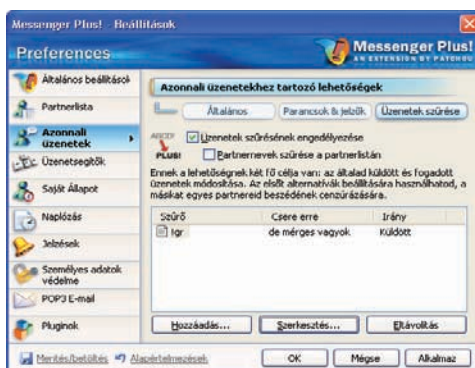 Messenger Plus! - Beállítások
Preferences
Messenger Plus!
AN EXTENSION BY PATCHOU
Általános beállítások
Partnerlista
Azonnali üzenetek
Üzenetsegítők
Saját Állapot
Naplózás
Jelzések
Személyes adatok védelme
POP3 E-mail
Pluginok
Azonnali üzenetekhez tartozó lehetőségek
Általános
Parancsok & jelzők
Üzenetek szűrése
ABCDEF
PLUS!
Üzenetek szűrésének engedélyezése
Partnernevek szűrése a partnerlistán
Ennek a lehetőségnek két fő célja van: az általad küldött és fogadott
üzenetek módosítása. Az elsőt alternatívák beállítására használhatod, a
másikat egyes partnereid beszédének cenzúrázására.
Szűrő Csere erre Irány
!gr de mérges vagyok Küldött
Hozzáadás... Szerkesztés... Eltávolítás
Mentés/betöltés Alapértelmezések OK Mégse Alkalmaz